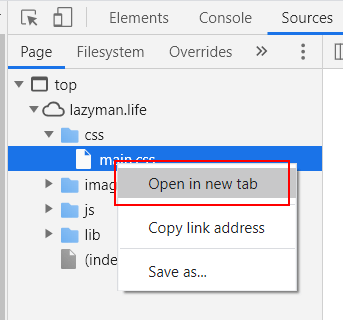 Elements Console Sources
Page Filesystem Overrides »
top
lazyman.life
css
main.css
imag
Open in new tab
js
Copy link address
lib
(inde
Save as...